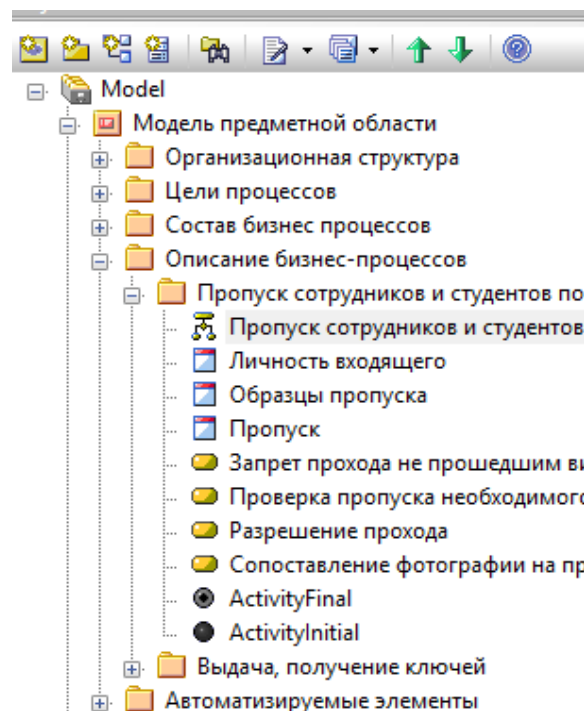 Model
Модель предметной области
Организационная структура
Цели процессов
Состав бизнес процессов
Описание бизнес-процессов
Пропуск сотрудников и студентов по
Пропуск сотрудников и студентов
Личность входящего
Образцы пропуска
Пропуск
Запрет прохода не прошедшим ви
Проверка пропуска необходимого
Разрешение прохода
Сопоставление фотографии на пр
ActivityFinal
ActivityInitial
Выдача, получение ключей
Автоматизируемые элементы